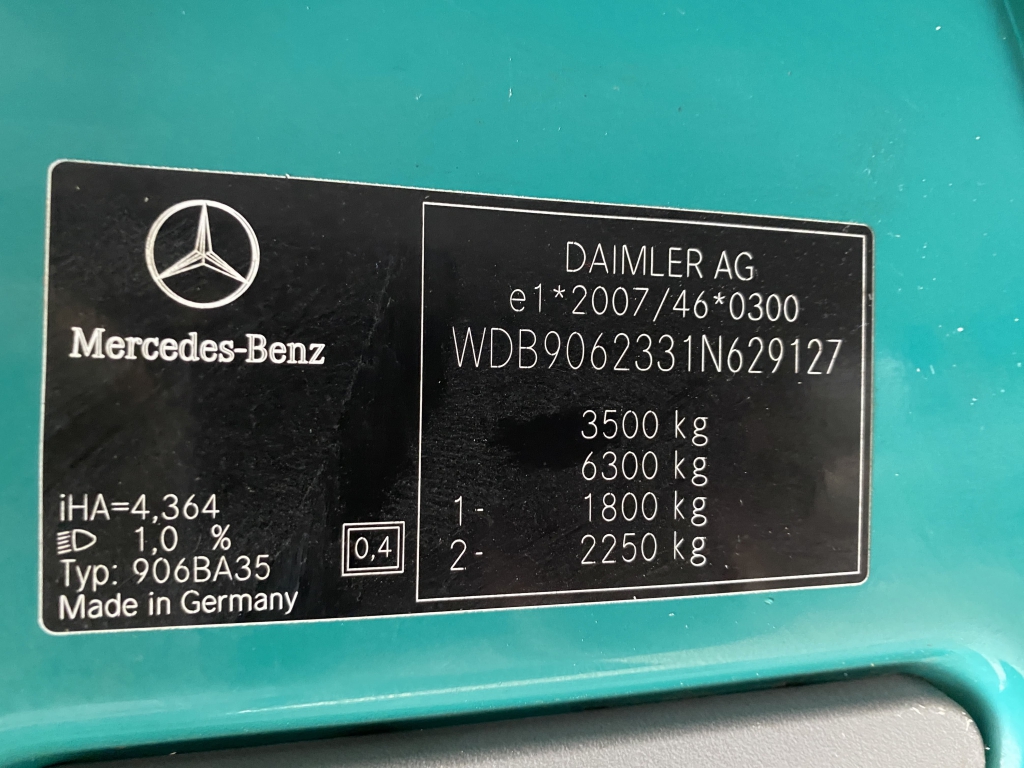 Mercedes-Benz
iHA=4,364
1,0 %
Typ: 906BA35
Made in Germany
0,4
DAIMLER AG
e1*2007/46*0300
WDB9062331N629127
3500 kg
6300 kg
1- 1800 kg
2- 2250 kg